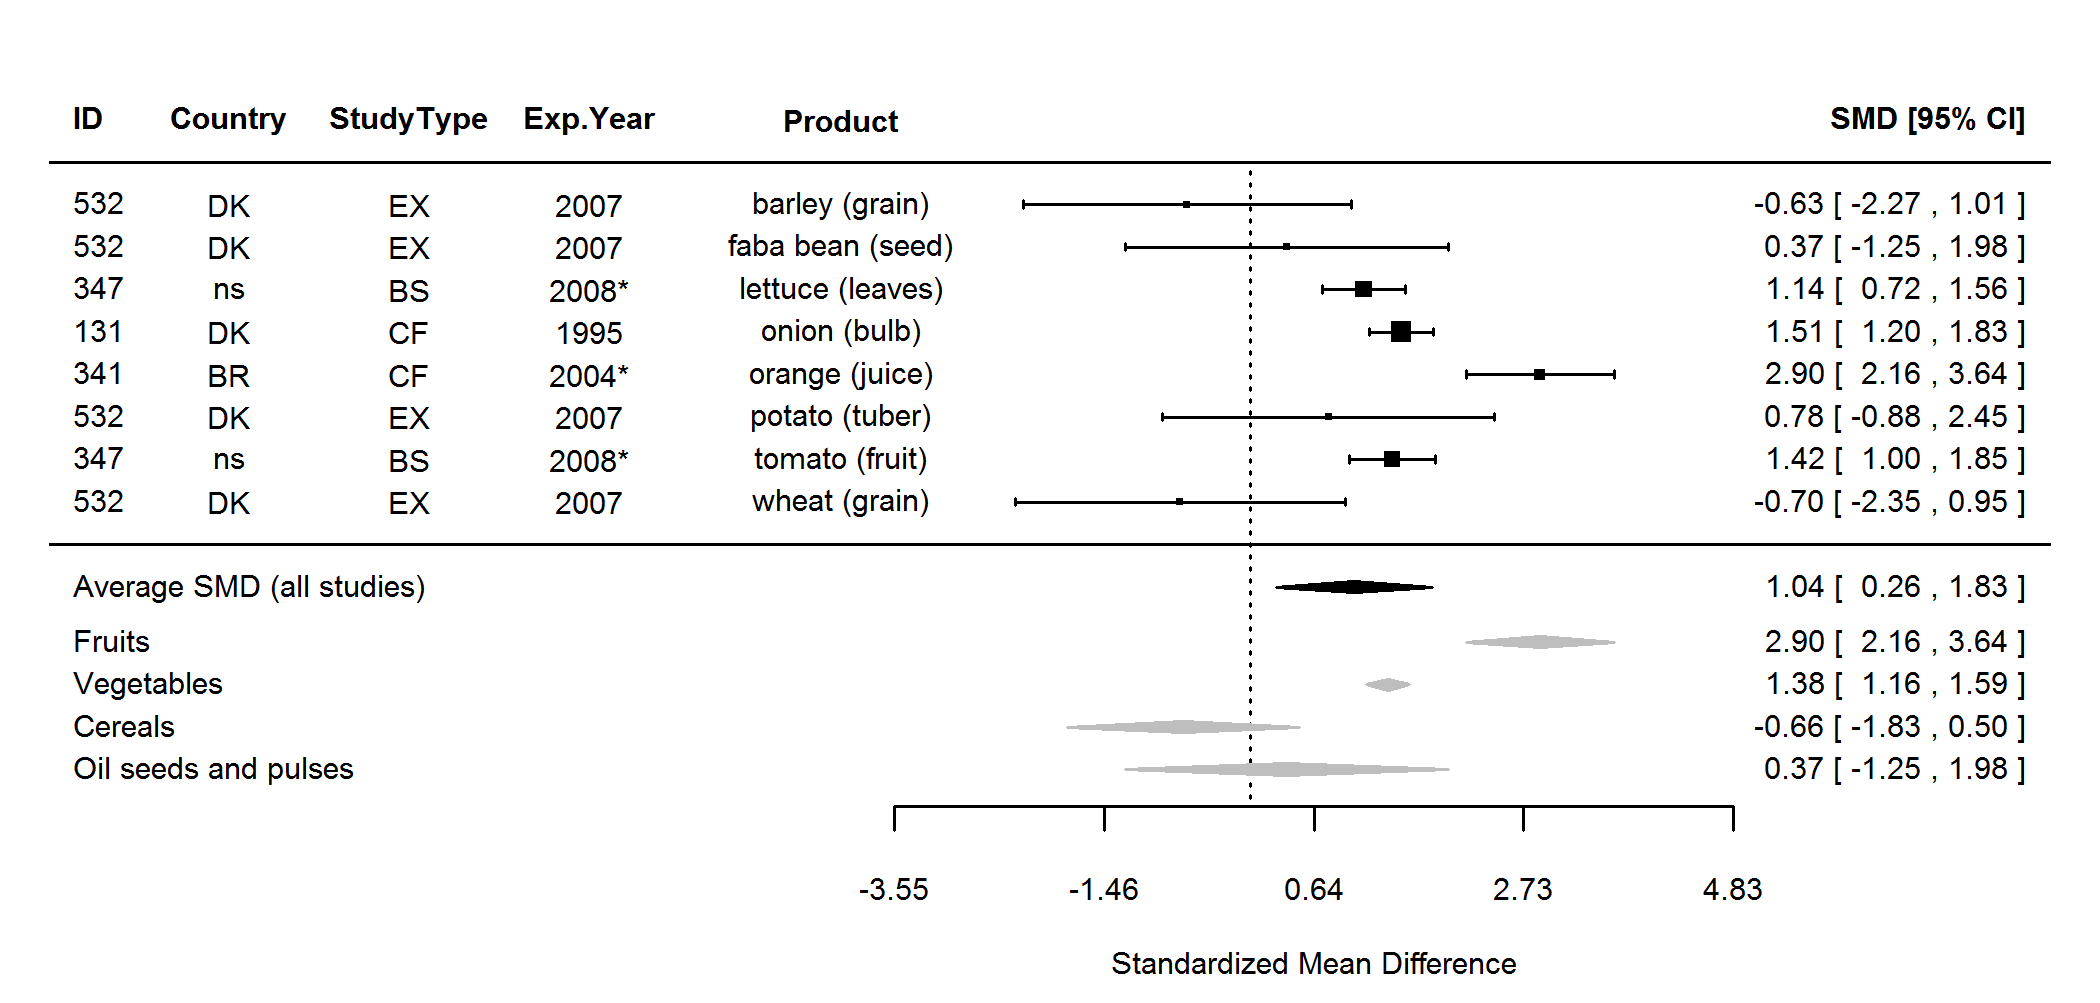 ID Country StudyType Exp.Year Product SMD [95% CI]
532 DK EX 2007 barley (grain) -0.63 [ -2.27 , 1.01 ]
532 DK EX 2007 faba bean (seed) 0.37 [ -1.25 , 1.98 ]
347 ns BS 2008* lettuce (leaves) 1.14 [ 0.72 , 1.56 ]
131 DK CF 1995 onion (bulb) 1.51 [ 1.20 , 1.83 ]
341 BR CF 2004* orange (juice) 2.90 [ 2.16 , 3.64 ]
532 DK EX 2007 potato (tuber) 0.78 [ -0.88 , 2.45 ]
347 ns BS 2008* tomato (fruit) 1.42 [ 1.00 , 1.85 ]
532 DK EX 2007 wheat (grain) -0.70 [ -2.35 , 0.95 ]
Average SMD (all studies) 1.04 [ 0.26 , 1.83 ]
Fruits 2.90 [ 2.16 , 3.64 ]
Vegetables 1.38 [ 1.16 , 1.59 ]
Cereals -0.66 [ -1.83 , 0.50 ]
Oil seeds and pulses 0.37 [ -1.25 , 1.98 ]
-3.55 -1.46 0.64 2.73 4.83
Standardized Mean Difference